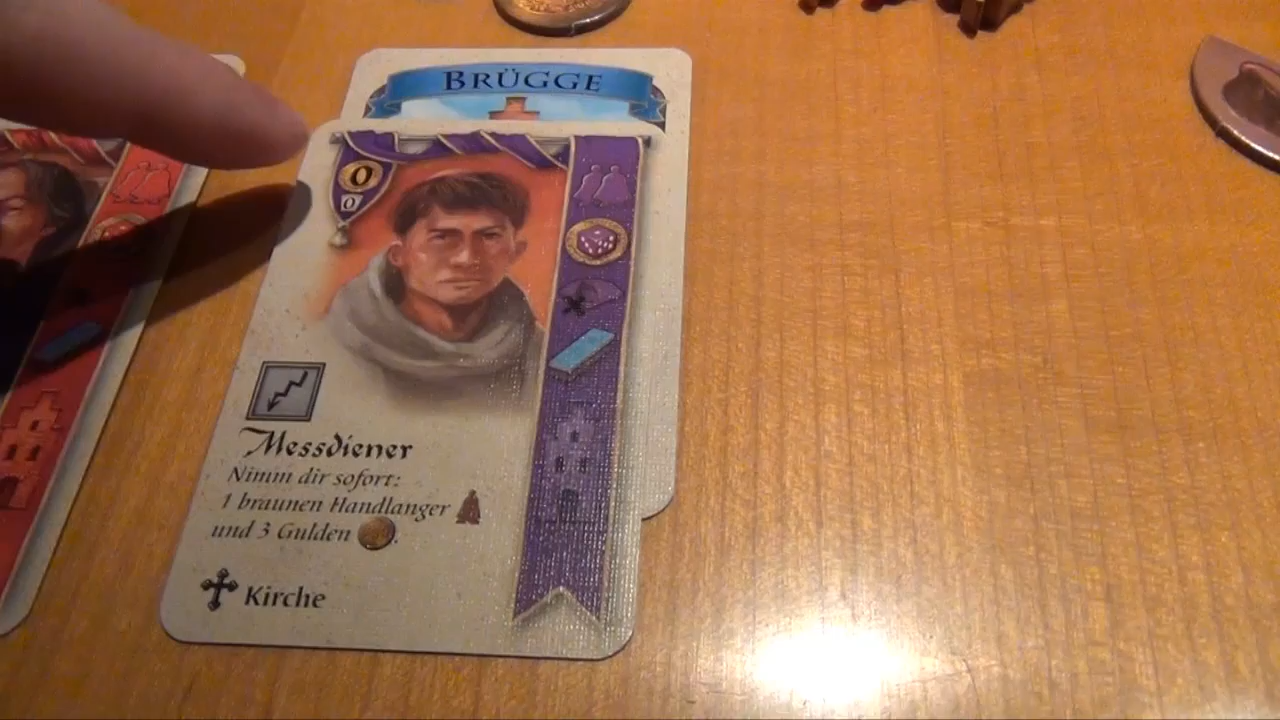 BRÜGGE
0
0
Messdiener
Nimm dir sofort:
1 braunen Handlanger
und 3 Gulden .
Kirche